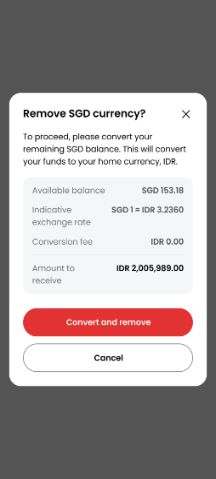 Remove SGD currency?
To proceed, please convert your
remaining SGD balance. This will convert
your funds to your home currency, IDR.
Available balance SGD 153.18
Indicative SGD 1 = IDR 3.2360
exchange rate
Conversion fee IDR 0.00
Amount to IDR 2,005,989.00
receive
Convert and remove
Cancel